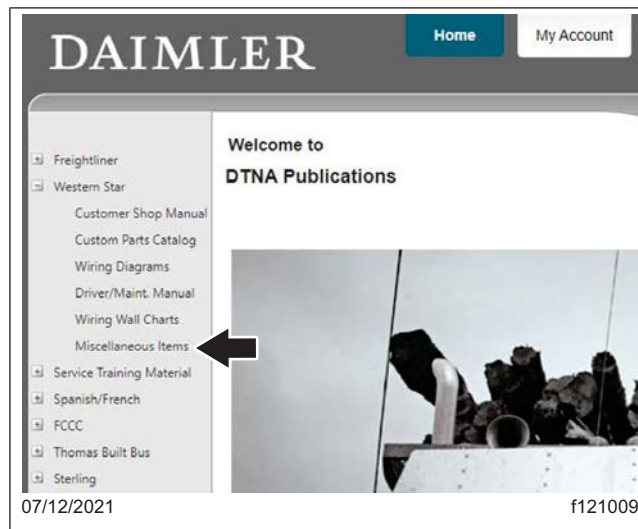 DAIMLER
Home
My Account
Freightliner
Western Star
Customer Shop Manual
Custom Parts Catalog
Wiring Diagrams
Driver/Maint. Manual
Wiring Wall Charts
Miscellaneous Items
Service Training Material
Spanish/French
FCCC
Thomas Built Bus
Sterling
Welcome to
DTNA Publications
07/12/2021
f121009